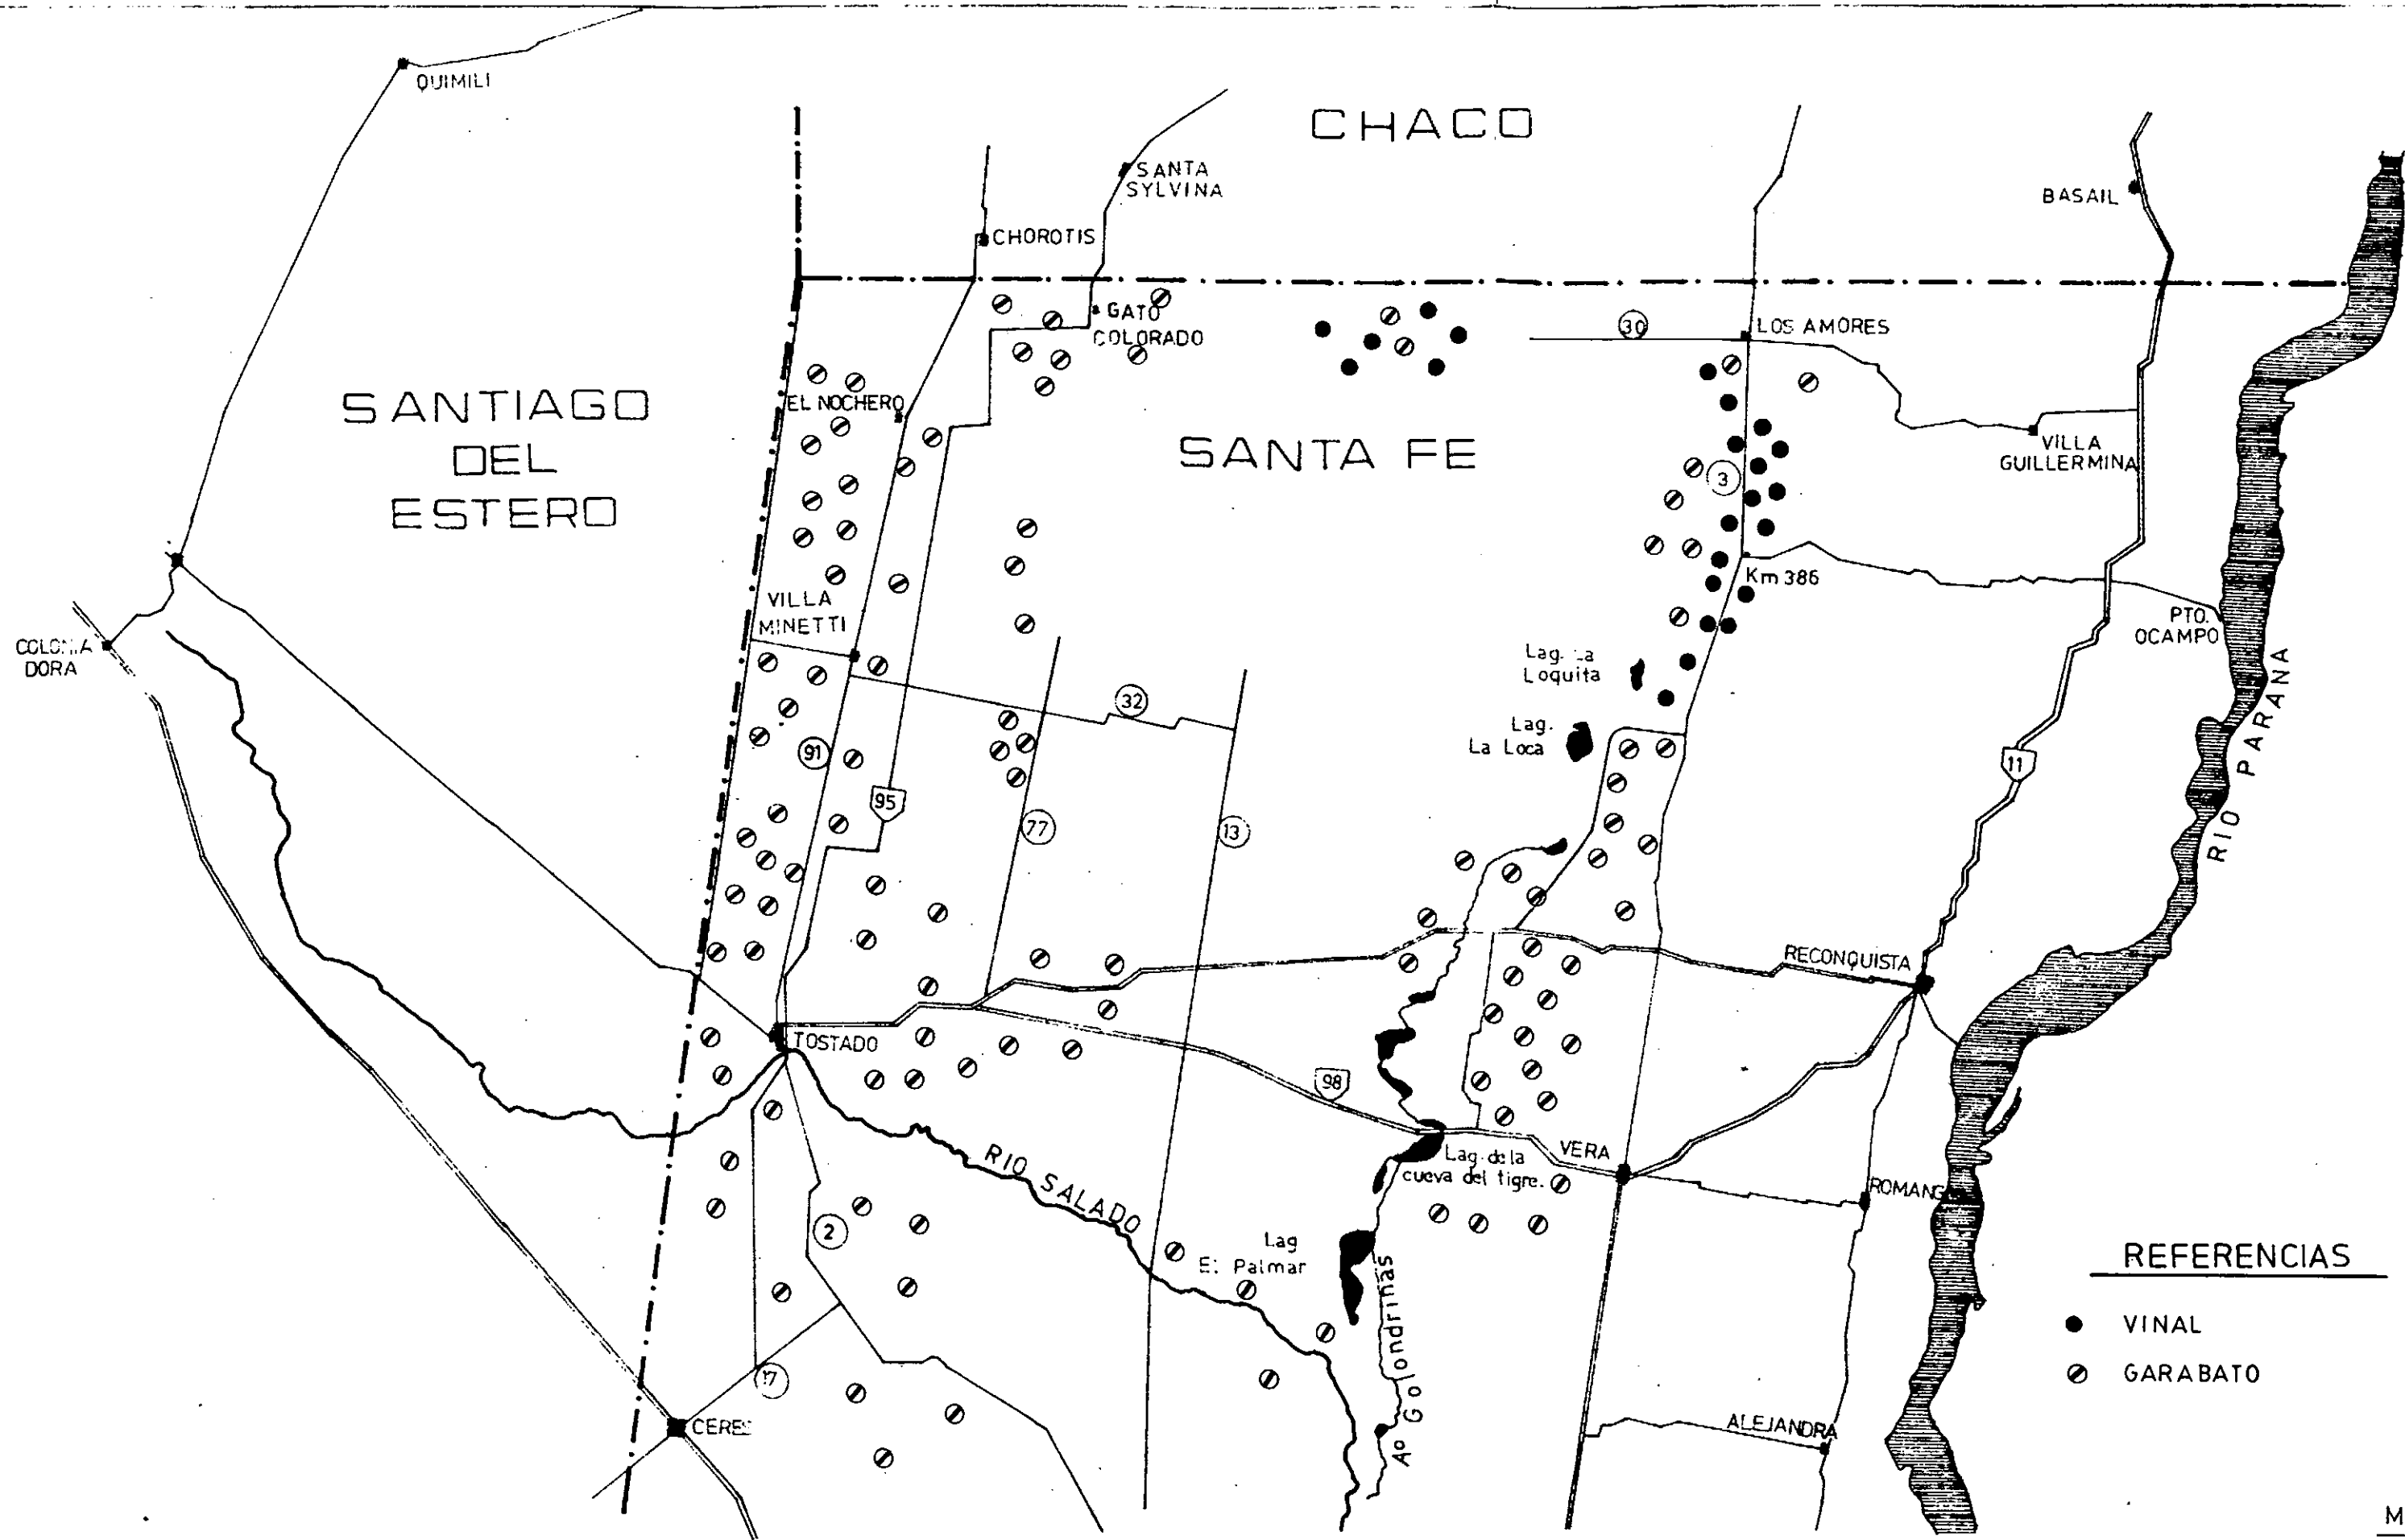 QUIMILI
CHACO
SANTA
SYLVINA
BASAIL
CHOROTIS
GATO
COLORADO
30
LOS AMORES
SANTIAGO
DEL
ESTERO
EL NOCHERO
SANTA FE
VILLA
GUILLERMINA
3
Km 386
VILLA
MINETTI
PTO.
OCAMPO
COLONIA
DORA
Lag. La
Loquita
32
Lag.
La Loca
91
95
77
13
11
RIO PARANA
RECONQUISTA
TOSTADO
98
VERA
Lag. de la
cueva del tigre.
RIO SALADO
ROMANG
2
Lag
El Palmar
Aº Golondrinas
REFERENCIAS
VINAL
GARABATO
17
CERES
ALEJANDRA
M